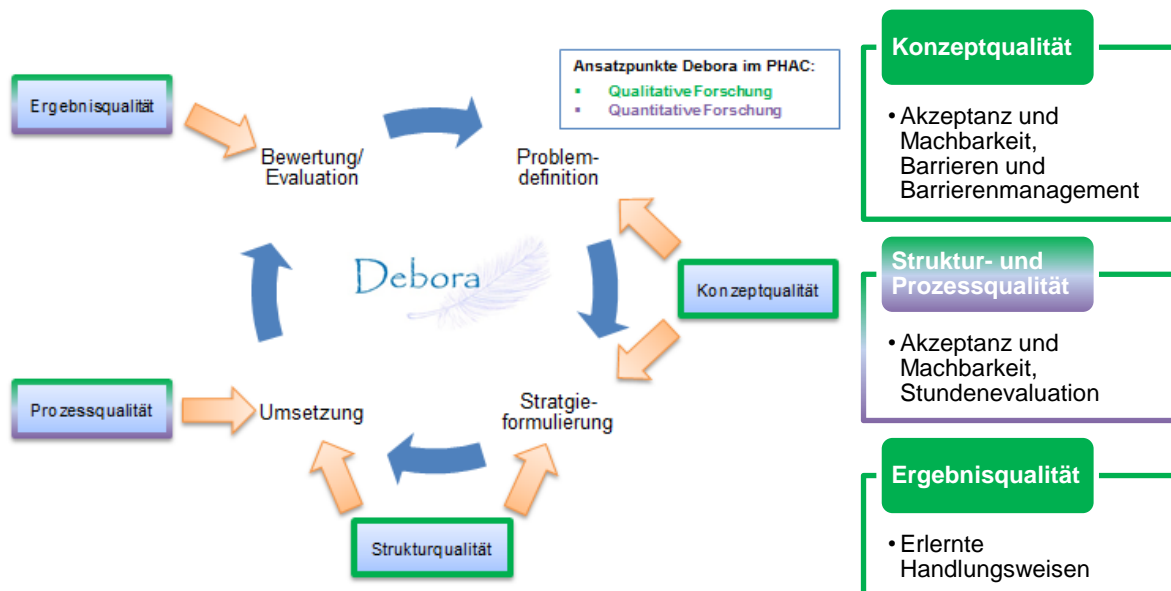 Ansatzpunkte Debora im PHAC:
▪ Qualitative Forschung
▪ Quantitative Forschung
Ergebnisqualität
Bewertung/
Evaluation
Problem-
definition
Debora
Konzeptqualität
Prozessqualität
Umsetzung
Stratgie-
formulierung
Strukturqualität
Konzeptqualität
• Akzeptanz und
Machbarkeit,
Barrieren und
Barrierenmanagement
Struktur- und
Prozessqualität
• Akzeptanz und
Machbarkeit,
Stundenevaluation
Ergebnisqualität
• Erlernte
Handlungsweisen